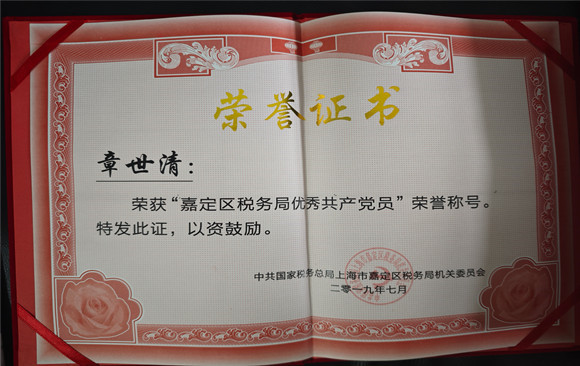 荣誉证书
章世清：
荣获“嘉定区税务局优秀共产党员”荣誉称号。
特发此证，以资鼓励。
中共国家税务总局上海市嘉定区税务局机关委员会
二零一九年七月